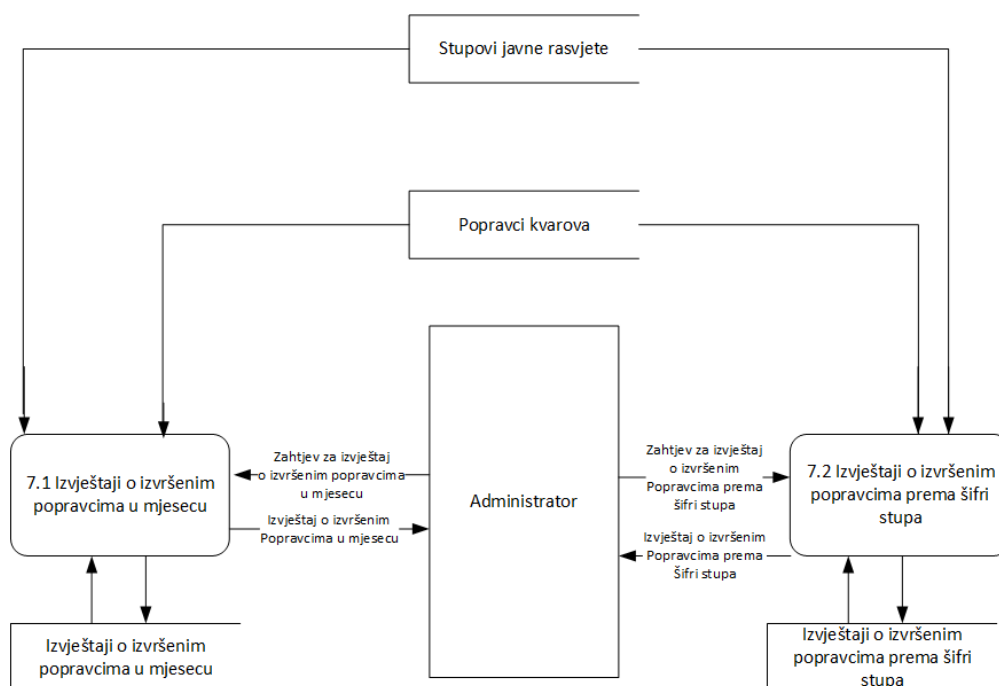 Stupovi javne rasvjete
Popravci kvarova
7.1 Izvještaji o izvršenim
popravcima u mjesecu
Zahtjev za izvještaj
o izvršenim popravcima
u mjesecu
Izvještaj o izvršenim
Popravcima u mjesecu
Administrator
Zahtjev za izvještaj
o izvršenim
Popravcima prema
šifri stupa
Izvještaj o izvršenim
Popravcima prema
Šifri stupa
7.2 Izvještaji o izvršenim
popravcima prema šifri
stupa
Izvještaji o izvršenim
popravcima u mjesecu
Izvještaji o izvršenim
popravcima prema šifri
stupa